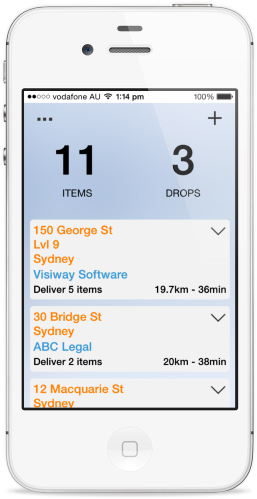 vodafone AU 1:14 pm 100%
11 3
ITEMS DROPS
150 George St
Lvl 9
Sydney
Visiway Software
Deliver 5 items 19.7km - 36min
30 Bridge St
Sydney
ABC Legal
Deliver 2 items 20km - 38min
12 Macquarie St
Sydney